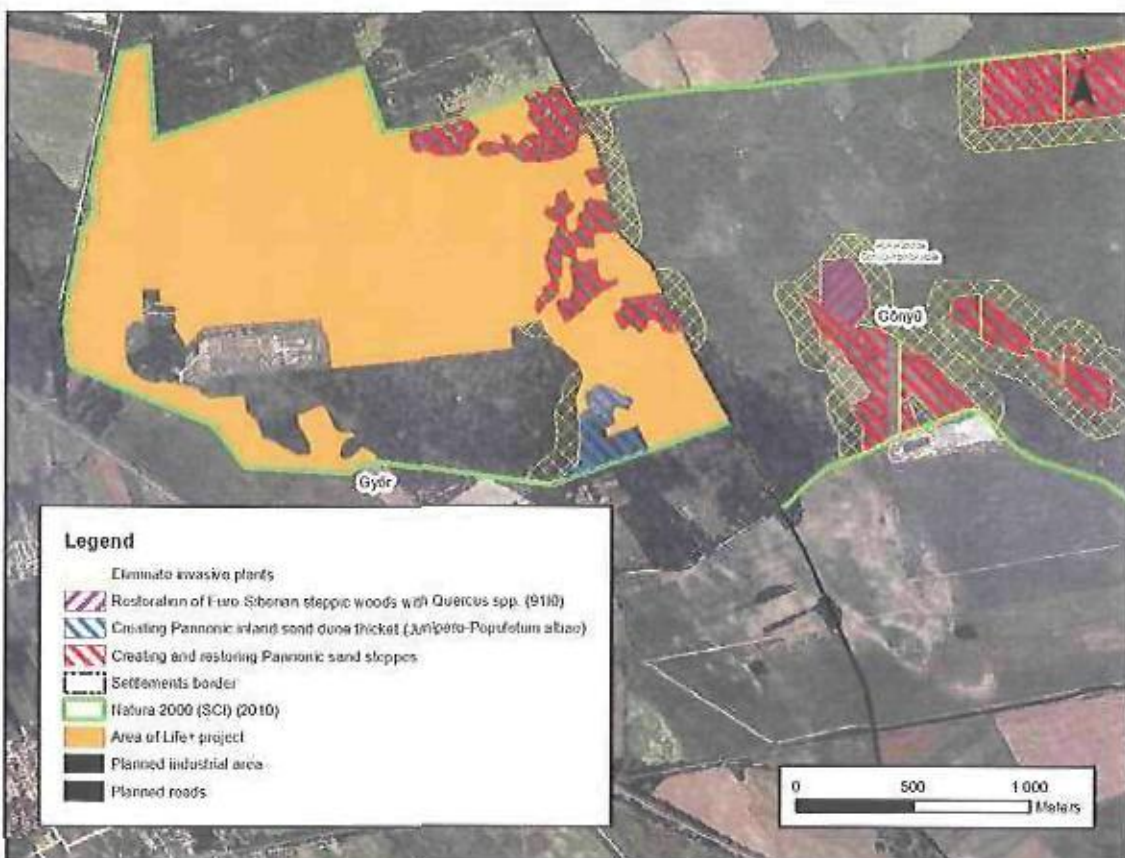 Gönyű
Győr
Legend
Eliminate invasive plants
Restoration of Euro Siberian steppic woods with Quercus spp. (91I0)
Creating Pannonic inland sand dune thicket (Junipero-Populetum albae)
Creating and restoring Pannonic sand steppes
Settlements border
Natura 2000 (SCI) (2010)
Area of Life+ project
Planned industrial area
Planned roads
0 500 1 000
Meters